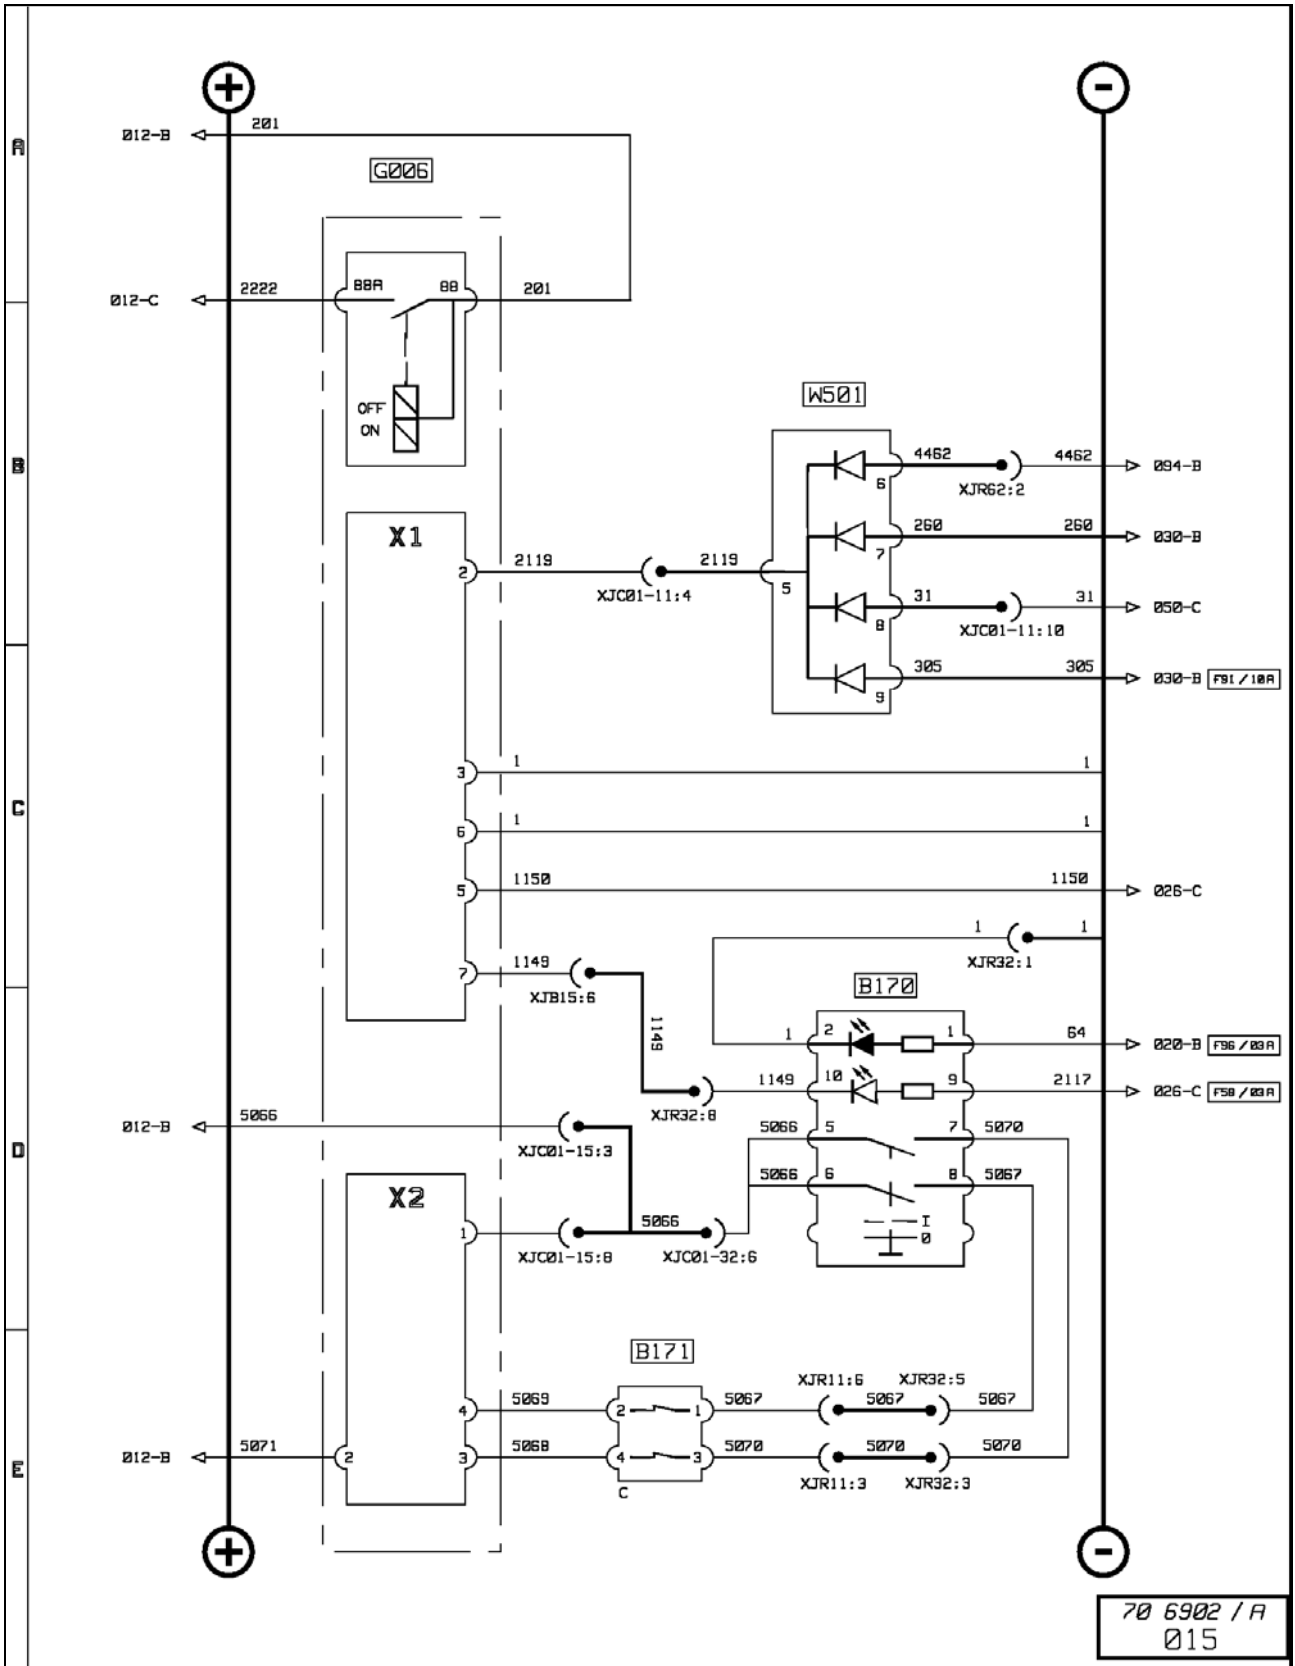 + -
A
012-B 201
G006
012-C 2222 88A 88 201
OFF
ON
W501
B
4462 4462 094-B
6 XJR62:2
X1
260 260 030-B
7
2 2119 2119 5
XJC01-11:4
31 31 050-C
8 XJC01-11:10
305 305 030-B F91/10A
9
3 1 1
C
6 1 1
5 1150 1150 026-C
1 1
XJR32:1
7 1149
XJB15:6
B170
1149
1 2 1 64 020-B F96/03A
1149 10 9 2117 026-C F58/03A
XJR32:8
012-B 5066
XJC01-15:3
5066 5 7 5070
D
5066 6 8 5067
X2
I
0
1 5066
XJC01-15:8 XJC01-32:6
B171
XJR11:6 XJR32:5
4 5069 2 1 5067 5067 5067
E
012-B 5071 2 3 5068 4 3 5070 5070 5070
C XJR11:3 XJR32:3
+ -
70 6902 / A
015